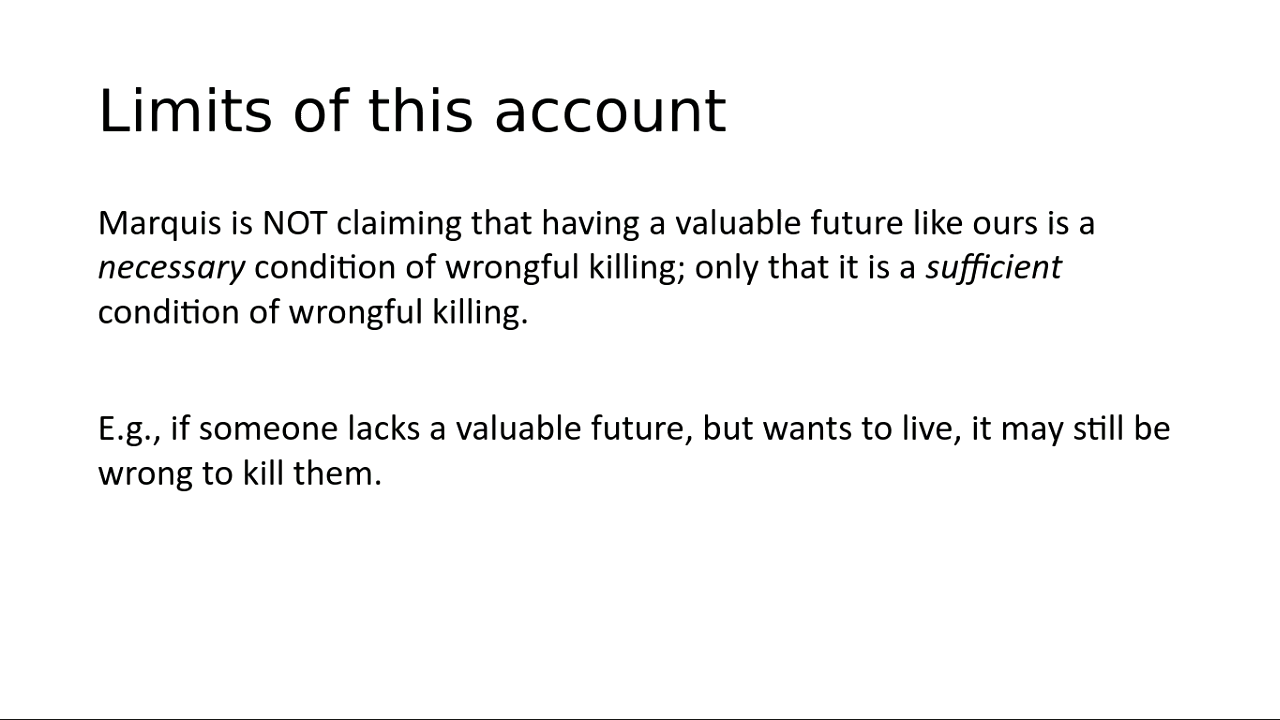 Limits of this account
Marquis is NOT claiming that having a valuable future like ours is a
necessary condition of wrongful killing; only that it is a sufficient
condition of wrongful killing.
E.g., if someone lacks a valuable future, but wants to live, it may still be
wrong to kill them.